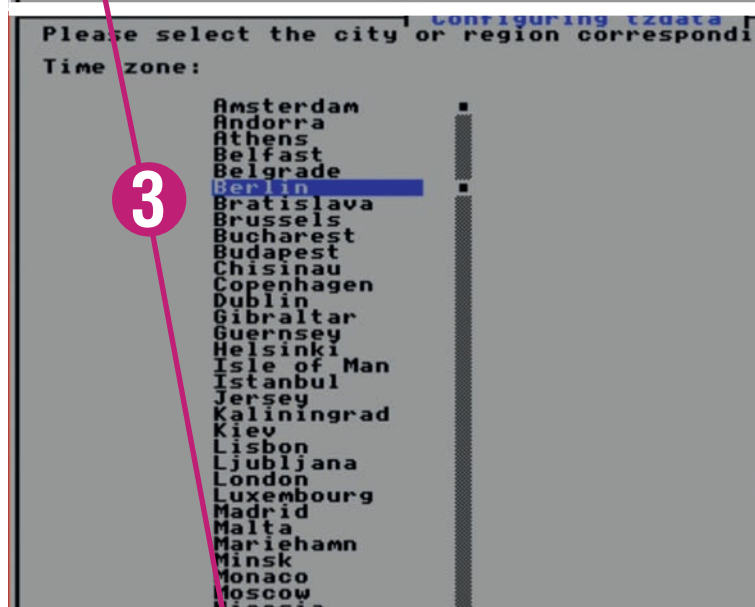 Configuring tzdata
Please select the city or region correspondi
Time zone:
Amsterdam
Andorra
Athens
Belfast
Belgrade
Berlin
Bratislava
Brussels
Bucharest
Budapest
Chisinau
Copenhagen
Dublin
Gibraltar
Guernsey
Helsinki
Isle of Man
Istanbul
Jersey
Kaliningrad
Kiev
Lisbon
Ljubljana
London
Luxembourg
Madrid
Malta
Mariehamn
Minsk
Monaco
Moscow
3